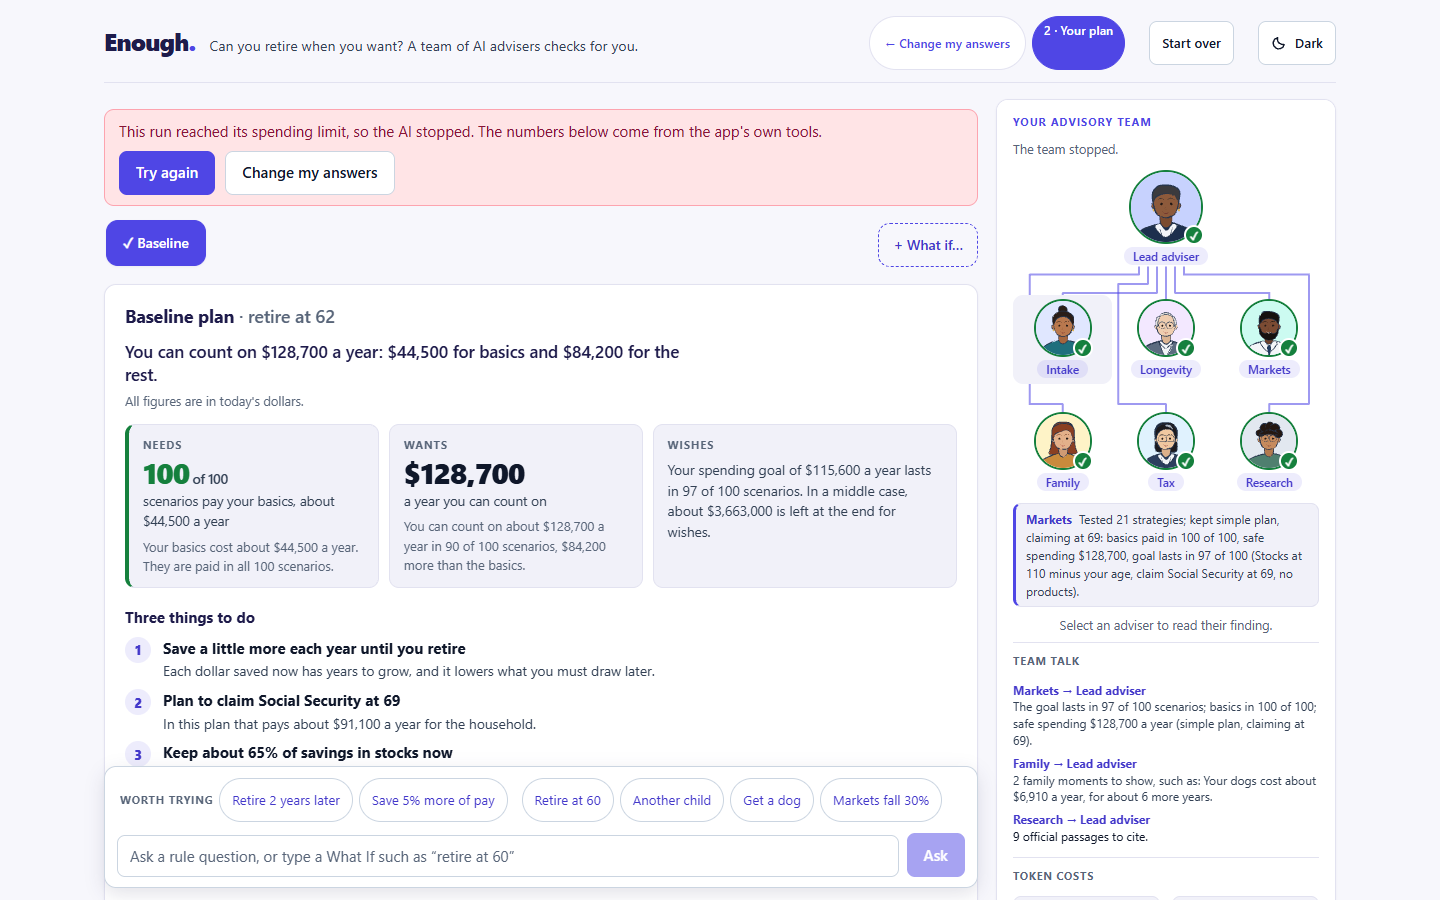 Enough.
Can you retire when you want? A team of AI advisers checks for you.
← Change my answers
2 · Your plan
Start over
Dark
This run reached its spending limit, so the AI stopped. The numbers below come from the app's own tools.
Try again
Change my answers
✓ Baseline
+ What if...
Baseline plan · retire at 62
You can count on $128,700 a year: $44,500 for basics and $84,200 for the
rest.
All figures are in today's dollars.
NEEDS
100 of 100
scenarios pay your basics, about
$44,500 a year
Your basics cost about $44,500 a year.
They are paid in all 100 scenarios.
WANTS
$128,700
a year you can count on
You can count on about $128,700 a
year in 90 of 100 scenarios, $84,200
more than the basics.
WISHES
Your spending goal of $115,600 a year lasts
in 97 of 100 scenarios. In a middle case,
about $3,663,000 is left at the end for
wishes.
Three things to do
1
Save a little more each year until you retire
Each dollar saved now has years to grow, and it lowers what you must draw later.
2
Plan to claim Social Security at 69
In this plan that pays about $91,100 a year for the household.
3
Keep about 65% of savings in stocks now
WORTH TRYING
Retire 2 years later
Save 5% more of pay
Retire at 60
Another child
Get a dog
Markets fall 30%
Ask a rule question, or type a What If such as “retire at 60”
Ask
YOUR ADVISORY TEAM
The team stopped.
Lead adviser
Intake
Longevity
Markets
Family
Tax
Research
Markets Tested 21 strategies; kept simple plan,
claiming at 69: basics paid in 100 of 100, safe
spending $128,700, goal lasts in 97 of 100 (Stocks at
110 minus your age, claim Social Security at 69, no
products).
Select an adviser to read their finding.
TEAM TALK
Markets → Lead adviser
The goal lasts in 97 of 100 scenarios; basics in 100 of 100;
safe spending $128,700 a year (simple plan, claiming at
69).
Family → Lead adviser
2 family moments to show, such as: Your dogs cost about
$6,910 a year, for about 6 more years.
Research → Lead adviser
9 official passages to cite.
TOKEN COSTS